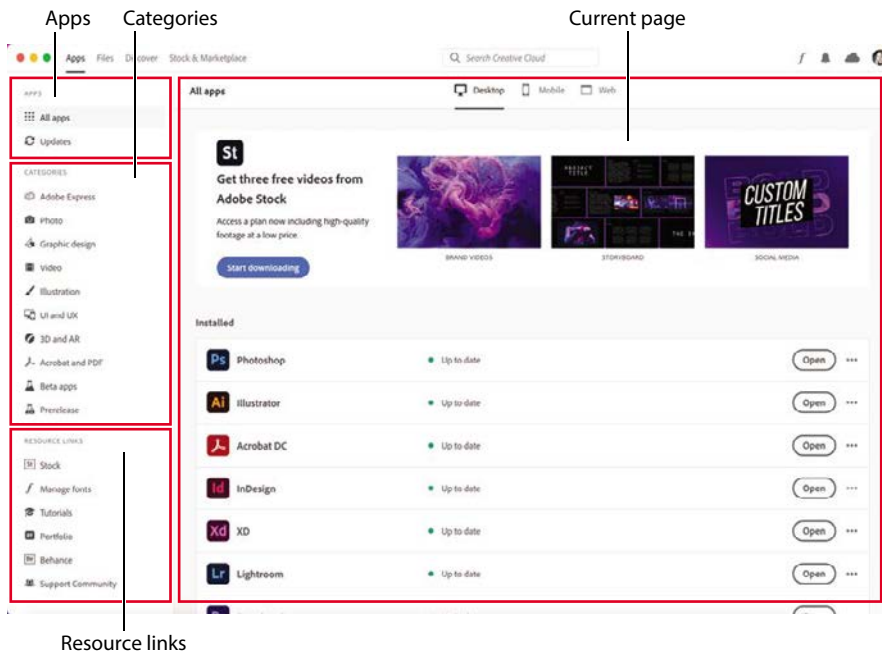 Apps Categories Current page
Apps Files Discover Stock & Marketplace
Search Creative Cloud
APPS
All apps
Updates
CATEGORIES
Adobe Express
Photo
Graphic design
Video
Illustration
UI and UX
3D and AR
Acrobat and PDF
Beta apps
Prerelease
RESOURCE LINKS
St Stock
Manage fonts
Tutorials
Portfolio
Be Behance
Support Community
All apps Desktop Mobile Web
St
Get three free videos from
Adobe Stock
Access a plan now including high-quality
footage at a low price.
Start downloading
BRAND VIDEOS
PROJECT
TITLE
STORYBOARD
BOLD
CUSTOM
TITLES
SOCIAL MEDIA
Installed
Ps Photoshop Up to date Open
Ai Illustrator Up to date Open
Acrobat DC Up to date Open
Id InDesign Up to date Open
Xd XD Up to date Open
Lr Lightroom Up to date Open
Resource links